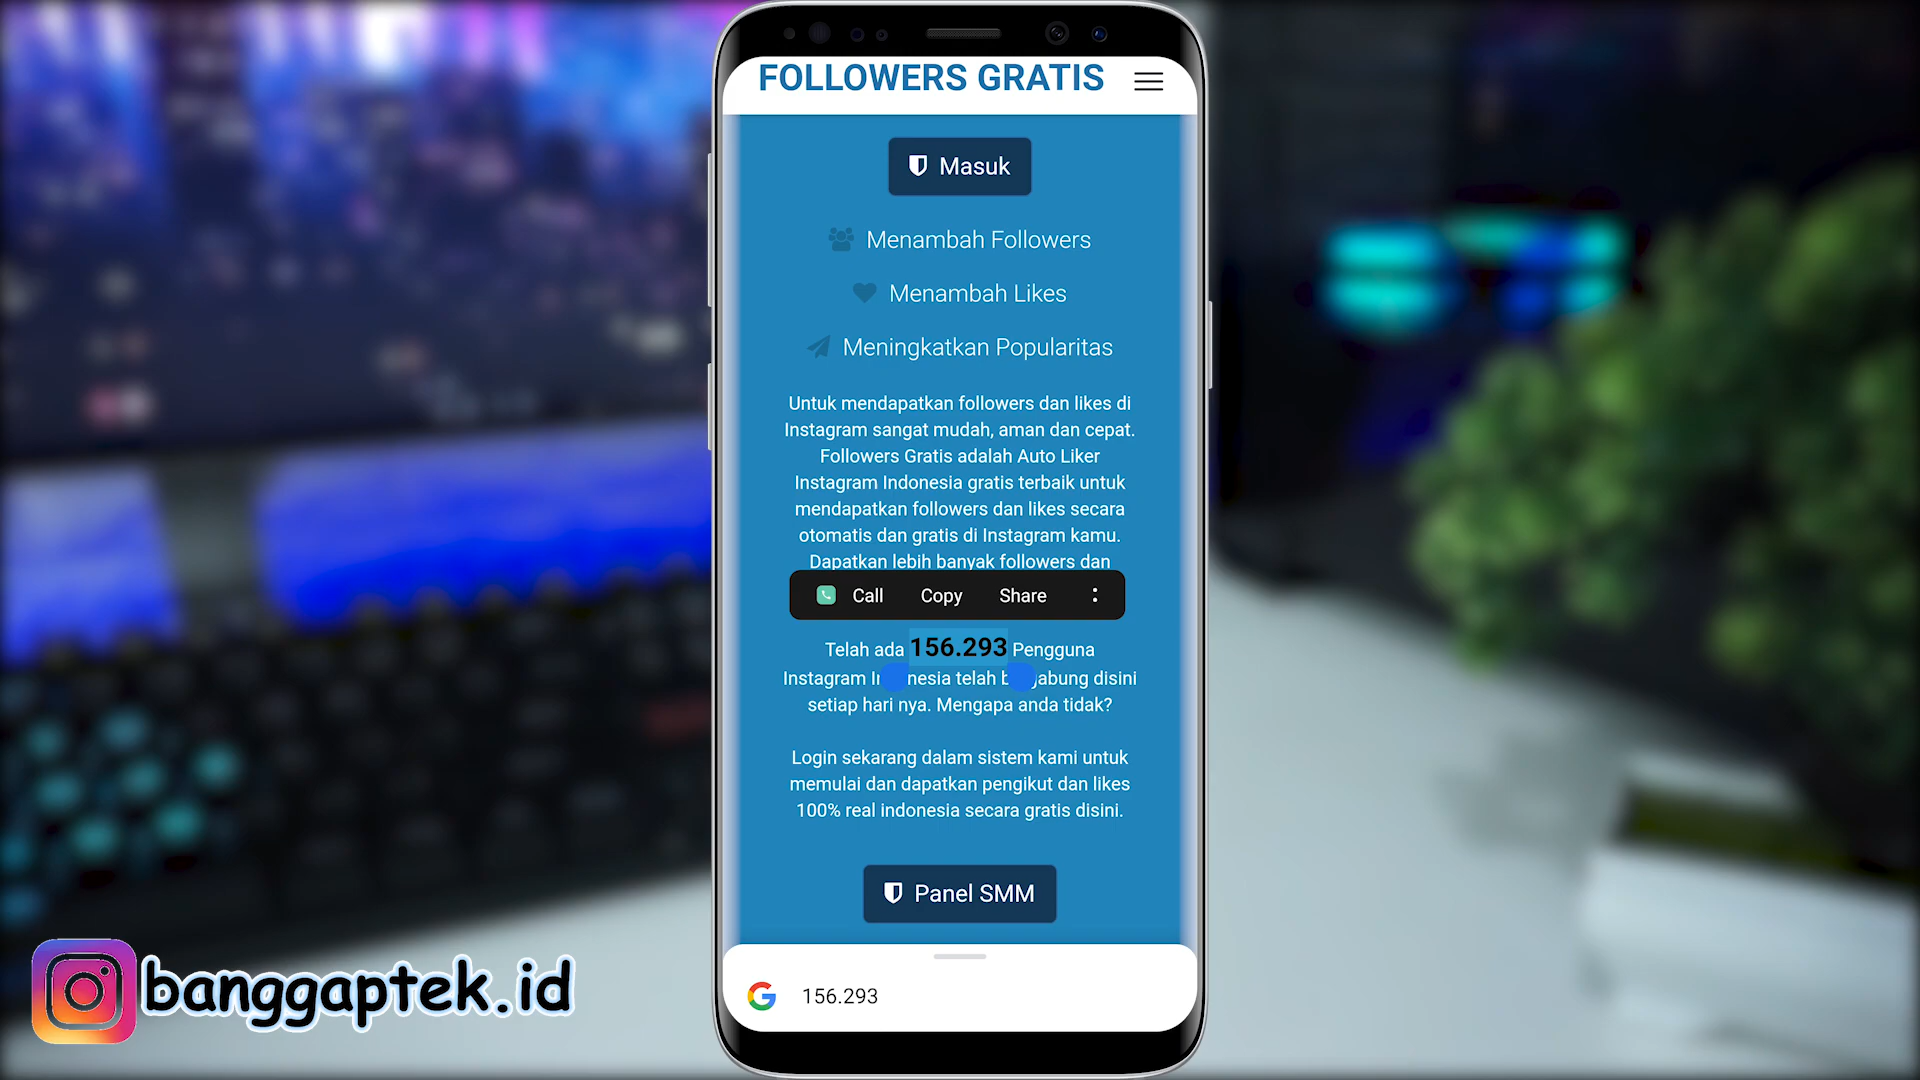 FOLLOWERS GRATIS
Masuk
Menambah Followers
Menambah Likes
Meningkatkan Popularitas
Untuk mendapatkan followers dan likes di
Instagram sangat mudah, aman dan cepat.
Followers Gratis adalah Auto Liker
Instagram Indonesia gratis terbaik untuk
mendapatkan followers dan likes secara
otomatis dan gratis di Instagram kamu.
Dapatkan lebih banyak followers dan
Call Copy Share
Telah ada 156.293 Pengguna
Instagram telah disini
setiap hari nya. Mengapa anda tidak?
Login sekarang dalam sistem kami untuk
memulai dan dapatkan pengikut dan likes
100% real indonesia secara gratis disini.
Panel SMM
156.293
banggaptek.id